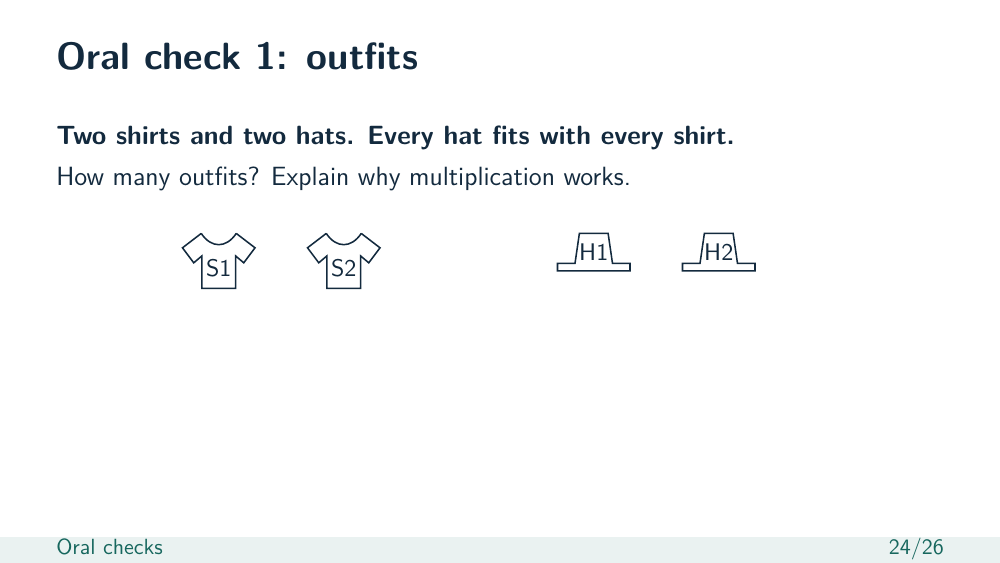 Oral check 1: outfits
Two shirts and two hats. Every hat fits with every shirt.
How many outfits? Explain why multiplication works.
S1 S2 H1 H2
Oral checks 24/26